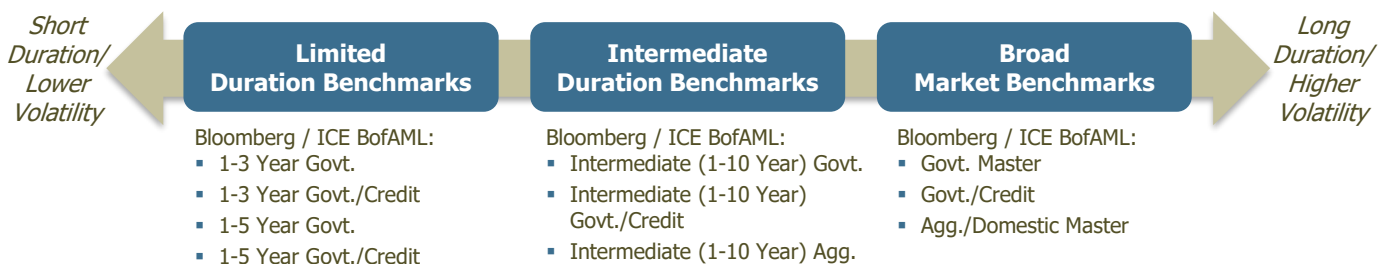 Short
Duration/
Lower
Volatility
Limited
Duration Benchmarks
Intermediate
Duration Benchmarks
Broad
Market Benchmarks
Long
Duration/
Higher
Volatility
Bloomberg / ICE BofAML:
▪ 1-3 Year Govt.
▪ 1-3 Year Govt./Credit
▪ 1-5 Year Govt.
▪ 1-5 Year Govt./Credit
Bloomberg / ICE BofAML:
▪ Intermediate (1-10 Year) Govt.
▪ Intermediate (1-10 Year)
Govt./Credit
▪ Intermediate (1-10 Year) Agg.
Bloomberg / ICE BofAML:
▪ Govt. Master
▪ Govt./Credit
▪ Agg./Domestic Master